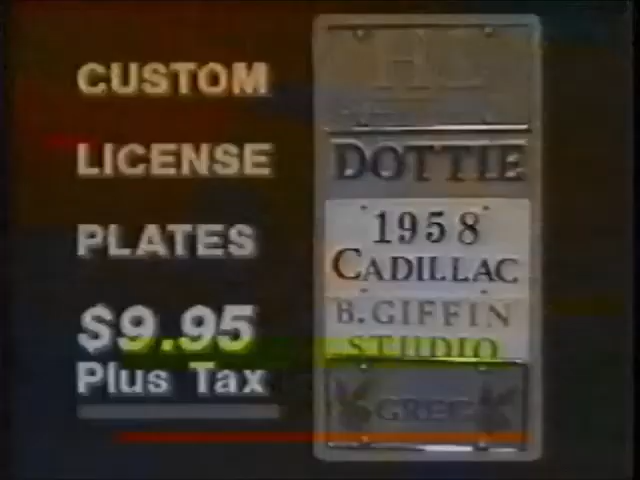 CUSTOM
LICENSE
PLATES
$9.95
Plus Tax
DOTTIE
1958
CADILLAC
B. GIFFIN
STUDIO